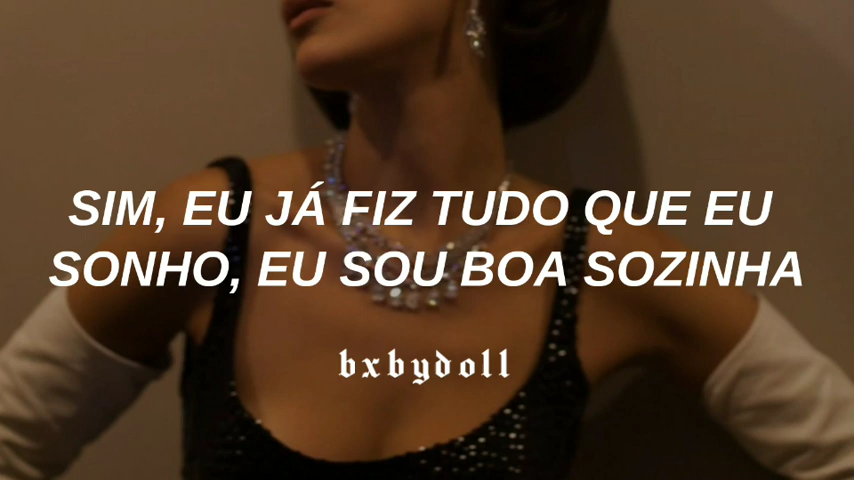 SIM, EU JÁ FIZ TUDO QUE EU
SONHO, EU SOU BOA SOZINHA
bxbydoll